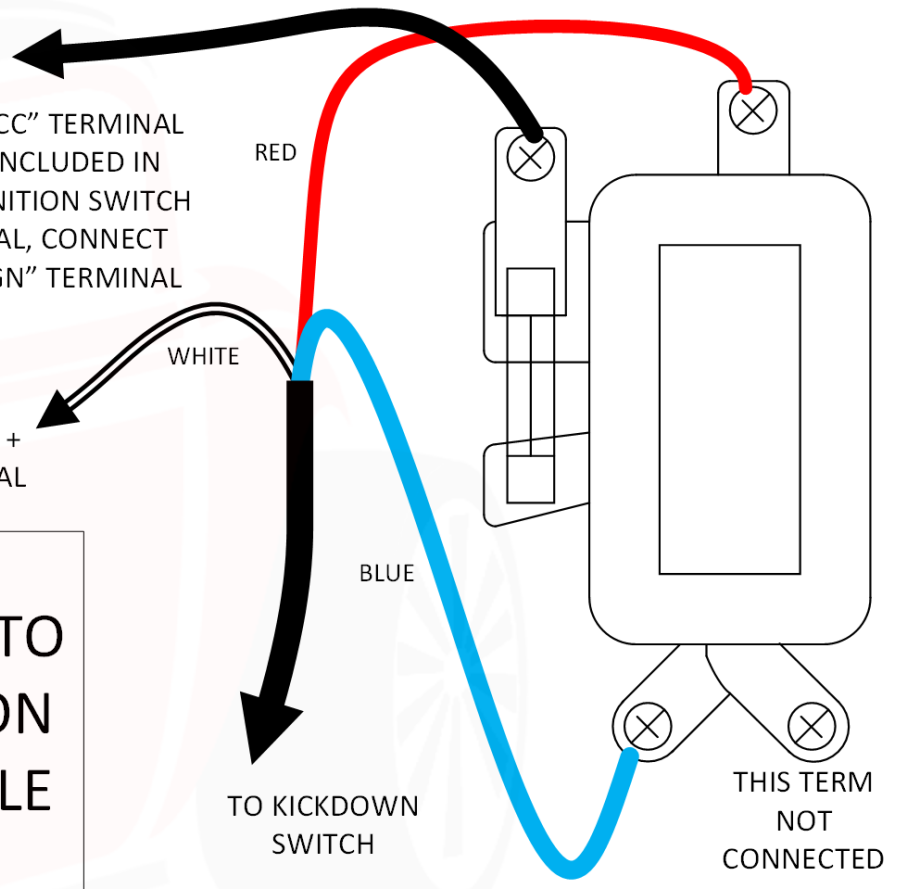 CC” TERMINAL
NCLUDED IN
NITION SWITCH
AL, CONNECT
GN” TERMINAL
RED
WHITE
+
AL
BLUE
TO
ON
LE
TO KICKDOWN
SWITCH
THIS TERM
NOT
CONNECTED